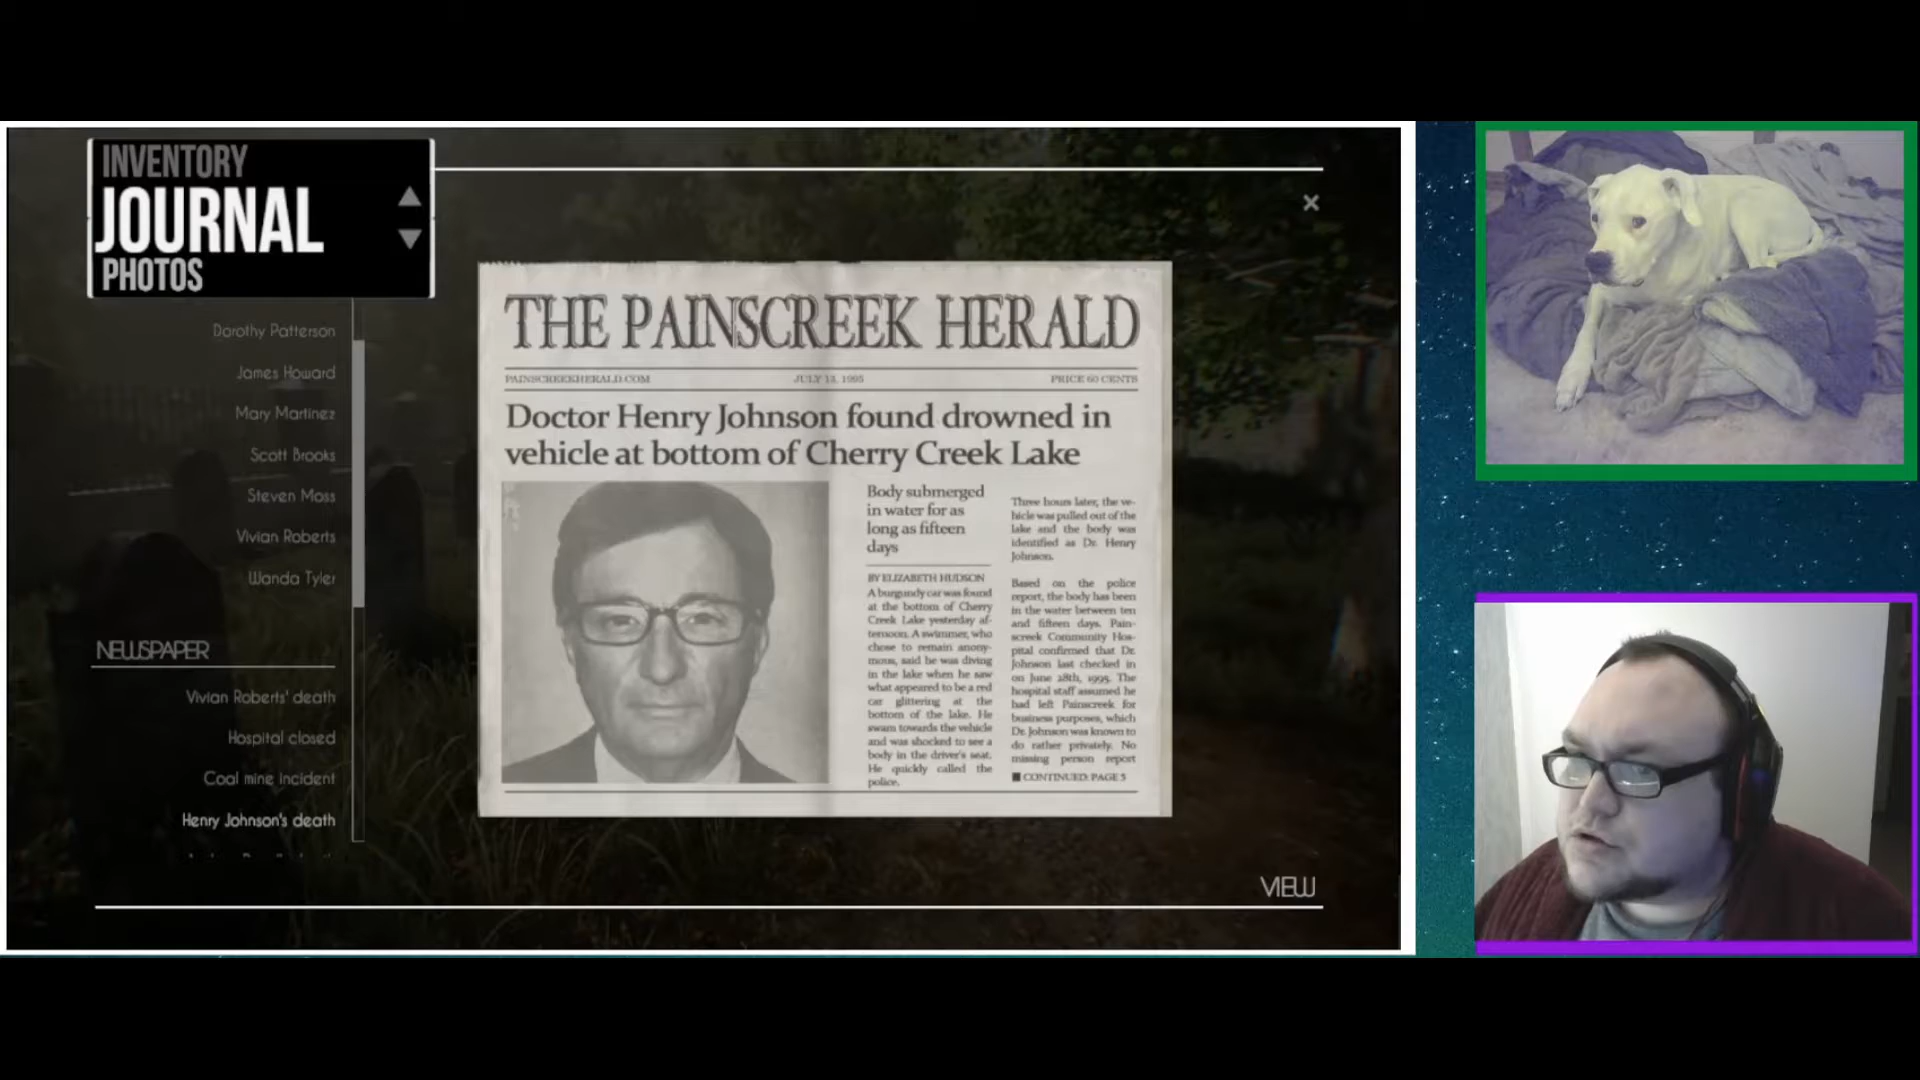 INVENTORY
JOURNAL
PHOTOS
Dorothy Patterson
James Howard
Mary Martinez
Scott Brooks
Steven Moss
Vivian Roberts
Wanda Tyler
NEWSPAPER
Vivian Roberts' death
Hospital closed
Coal mine incident
Henry Johnson's death
THE PAINSCREEK HERALD
PAINSCREEKHERALD.COM
JULY 13, 1995
PRICE 60 CENTS
Doctor Henry Johnson found drowned in
vehicle at bottom of Cherry Creek Lake
Body submerged
in water for as
long as fifteen
days
BY ELIZABETH HUDSON
A burgundy car was found
at the bottom of Cherry
Creek Lake yesterday af-
ternoon. A swimmer, who
chose to remain anony-
mous, said he was diving
in the lake when he saw
what appeared to be a red
car glittering at the
bottom of the lake. He
swam towards the vehicle
and was shocked to see a
body in the driver's seat.
He quickly called the
police.
Three hours later, the ve-
hicle was pulled out of the
lake and the body was
identified as Dr. Henry
Johnson.
Based on the police
report, the body has been
in the water between ten
and fifteen days. Pain-
screek Community Hos-
pital confirmed that Dr.
Johnson last checked in
on June 28th, 1995. The
hospital staff assumed he
had left Painscreek for
business purposes, which
Dr. Johnson was known to
do rather privately. No
missing person report
CONTINUED: PAGE 5
VIEW